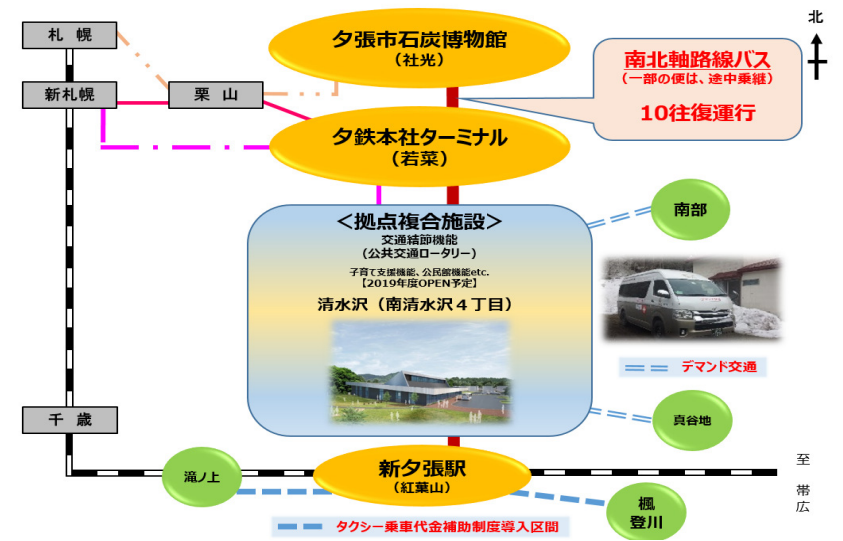 札 幌
夕張市石炭博物館
(社光)
北
南北軸路線バス
(一部の便は、途中乗継)
10往復運行
新札幌
栗 山
夕鉄本社ターミナル
(若菜)
南部
<拠点複合施設>
交通結節機能
(公共交通ロータリー)
子育て支援機能、公民館機能etc.
【2019年度OPEN予定】
清水沢(南清水沢4丁目)
デマンド交通
千 歳
真谷地
滝ノ上
新夕張駅
(紅葉山)
至
帯
広
楓
登川
タクシー乗車代金補助制度導入区間